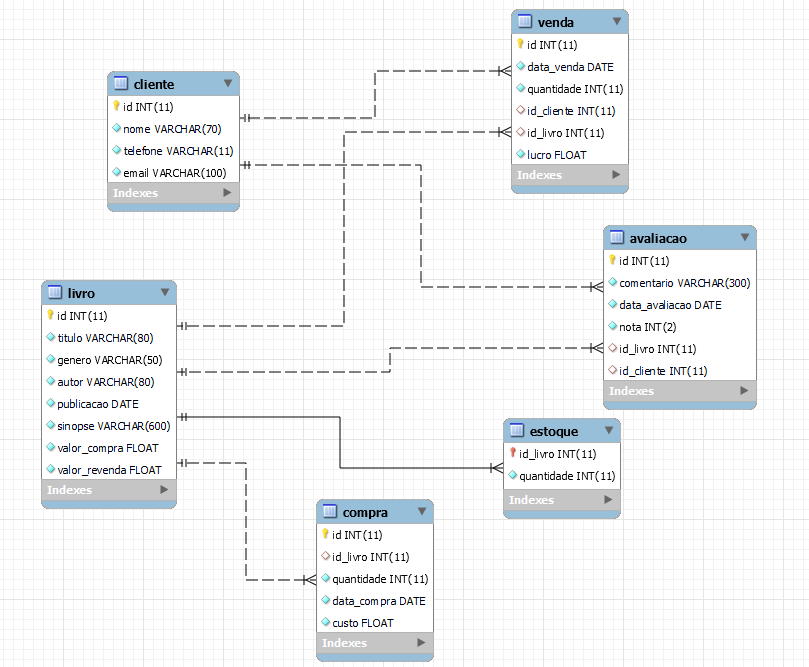 venda
id INT(11)
data_venda DATE
quantidade INT(11)
id_cliente INT(11)
id_livro INT(11)
lucro FLOAT
Indexes
cliente
id INT(11)
nome VARCHAR(70)
telefone VARCHAR(11)
email VARCHAR(100)
Indexes
avaliacao
id INT(11)
comentario VARCHAR(300)
data_avaliacao DATE
nota INT(2)
id_livro INT(11)
id_cliente INT(11)
Indexes
livro
id INT(11)
titulo VARCHAR(80)
genero VARCHAR(50)
autor VARCHAR(80)
publicacao DATE
sinopse VARCHAR(600)
valor_compra FLOAT
valor_revenda FLOAT
Indexes
estoque
id_livro INT(11)
quantidade INT(11)
Indexes
compra
id INT(11)
id_livro INT(11)
quantidade INT(11)
data_compra DATE
custo FLOAT
Indexes